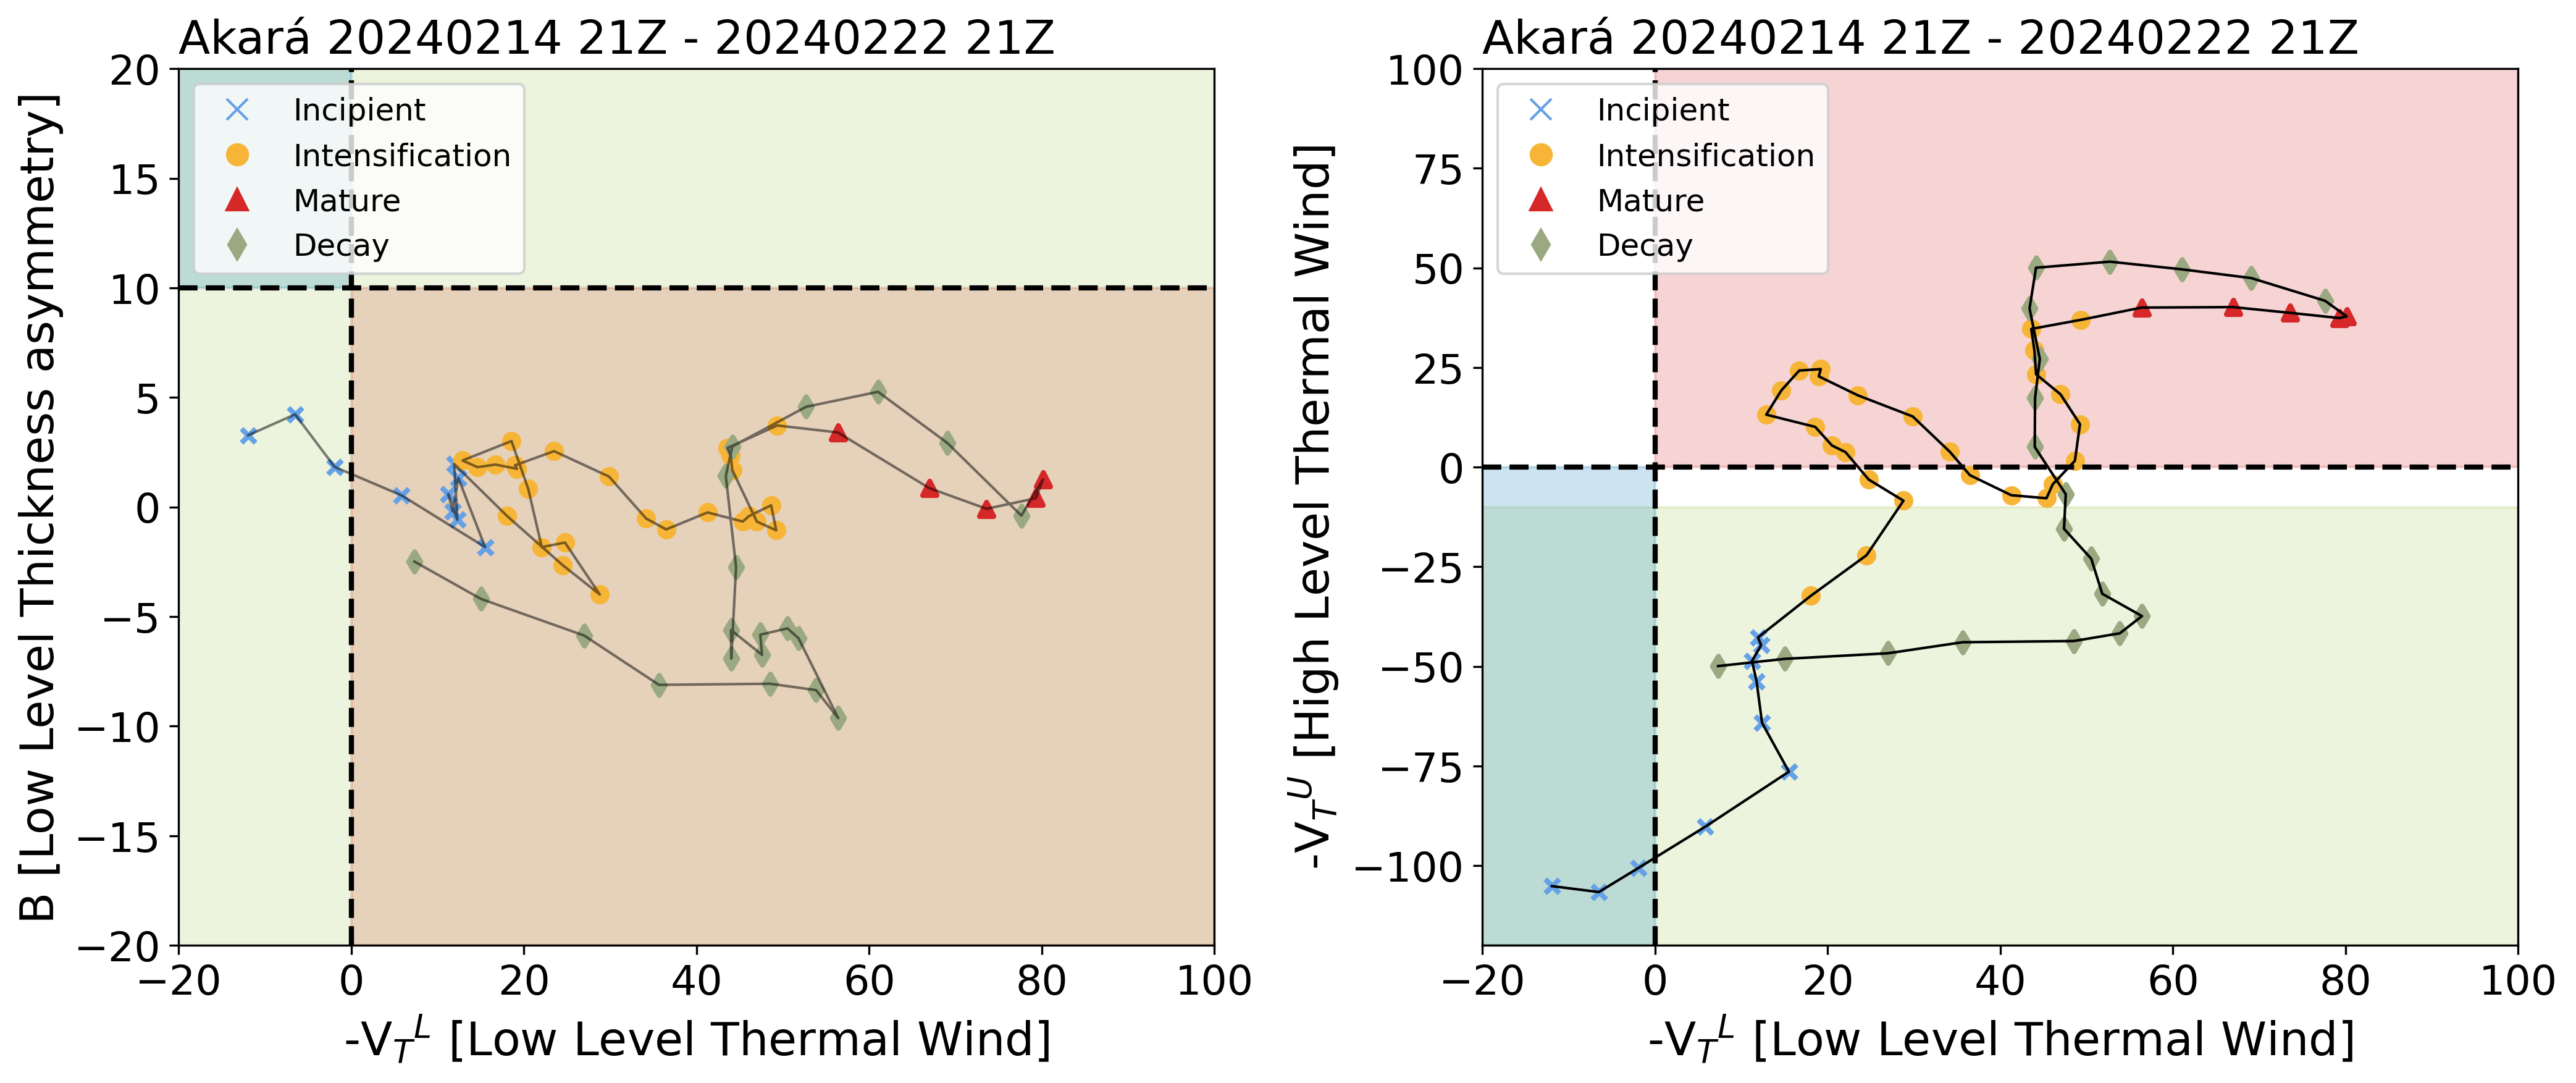 Akará 20240214 21Z - 20240222 21Z
B [Low Level Thickness asymmetry]
20
15
10
5
0
−5
−10
−15
−20
Incipient
Intensification
Mature
Decay
−20 0 20 40 60 80 100
-V_T^L [Low Level Thermal Wind]
Akará 20240214 21Z - 20240222 21Z
-V_T^U [High Level Thermal Wind]
100
75
50
25
0
−25
−50
−75
−100
Incipient
Intensification
Mature
Decay
−20 0 20 40 60 80 100
-V_T^L [Low Level Thermal Wind]